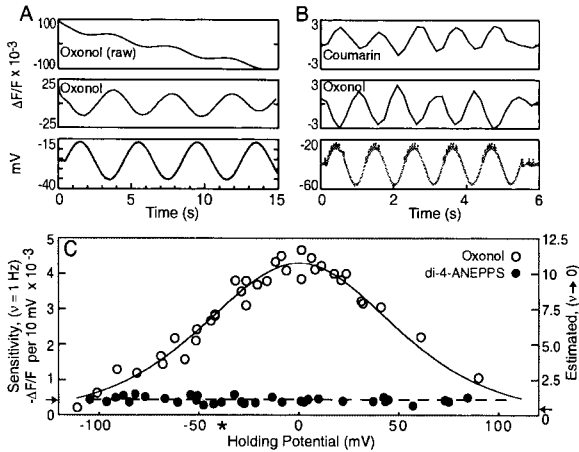 A
100
-100
Oxonol (raw)
ΔF/F x 10-3
25
-25
Oxonol
-15
-40
mV
0
5
10
15
Time (s)
B
3
-3
Coumarin
3
-3
Oxonol
-20
-60
0
2
4
6
Time (s)
C
Sensitivity, (ν = 1 Hz)
-ΔF/F per 10 mV x 10-3
5
4
3
2
1
0
Oxonol
di-4-ANEPPS
12.5
10
7.5
5.0
2.5
0
Estimated, (ν → 0)
-100
-50
*
0
50
100
Holding Potential (mV)